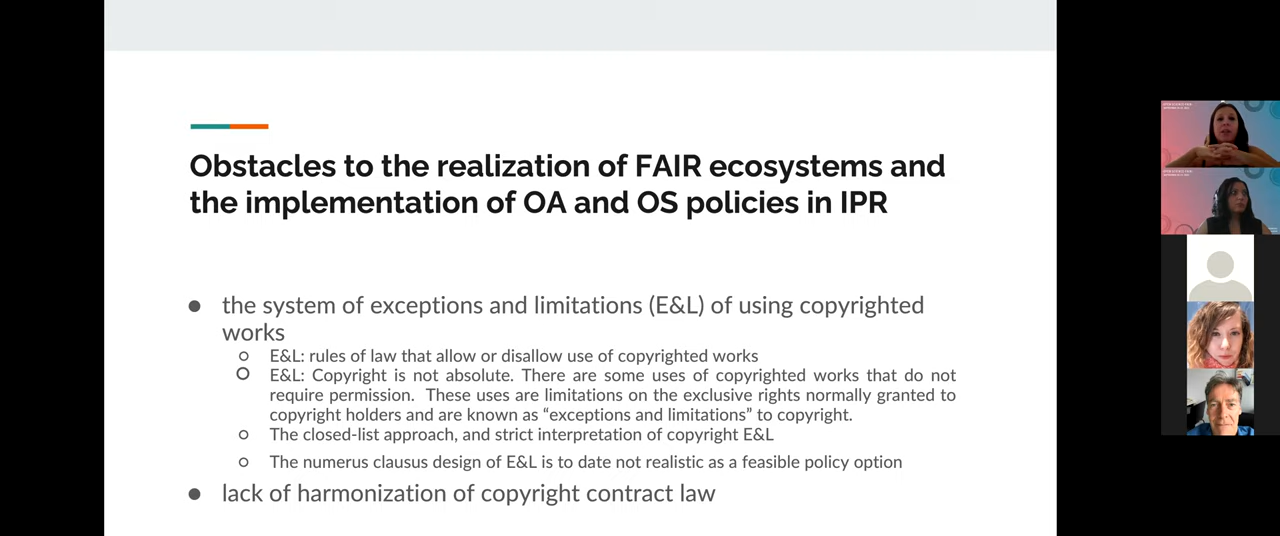 Obstacles to the realization of FAIR ecosystems and
the implementation of OA and OS policies in IPR
● the system of exceptions and limitations (E&L) of using copyrighted
works
○ E&L: rules of law that allow or disallow use of copyrighted works
○ E&L: Copyright is not absolute. There are some uses of copyrighted works that do not
require permission. These uses are limitations on the exclusive rights normally granted to
copyright holders and are known as “exceptions and limitations” to copyright.
○ The closed-list approach, and strict interpretation of copyright E&L
○ The numerus clausus design of E&L is to date not realistic as a feasible policy option
● lack of harmonization of copyright contract law